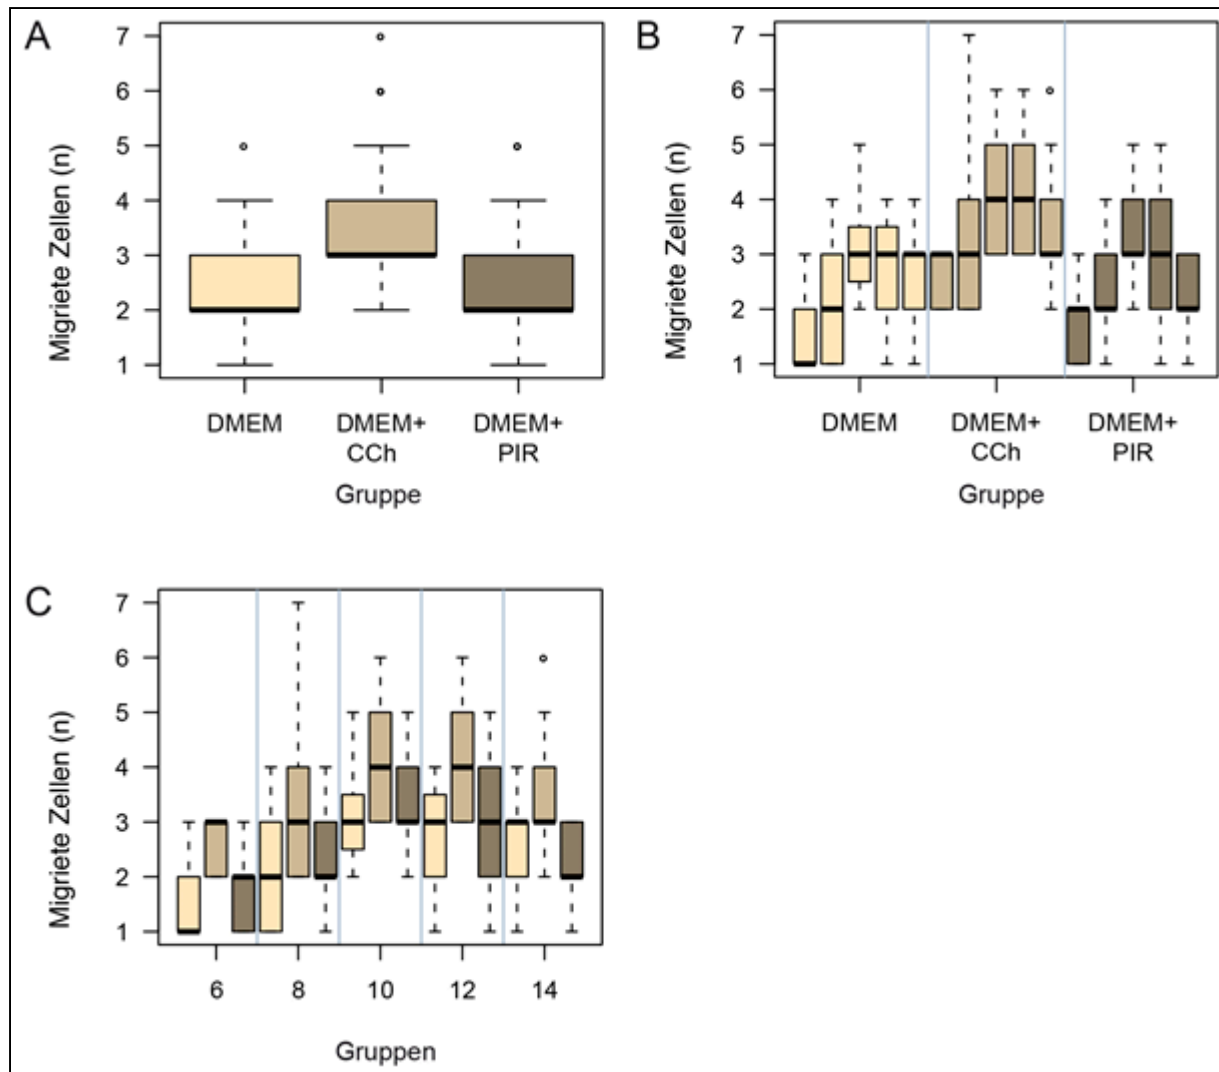 A
7
6
5
4
3
2
1
Migriete Zellen (n)
DMEM
DMEM+
CCh
DMEM+
PIR
Gruppe
B
7
6
5
4
3
2
1
Migriete Zellen (n)
DMEM
DMEM+
CCh
DMEM+
PIR
Gruppe
C
7
6
5
4
3
2
1
Migriete Zellen (n)
6 8 10 12 14
Gruppen